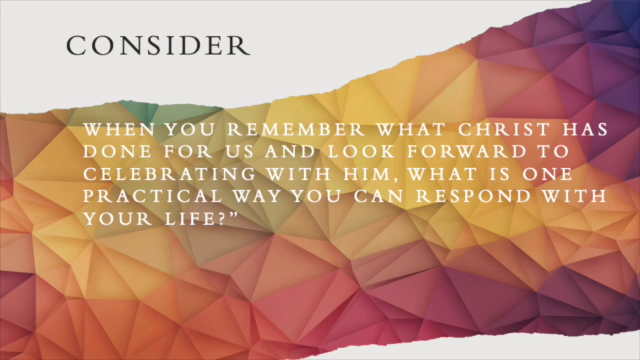 CONSIDER
WHEN YOU REMEMBER WHAT CHRIST HAS
DONE FOR US AND LOOK FORWARD TO
CELEBRATING WITH HIM, WHAT IS ONE
PRACTICAL WAY YOU CAN RESPOND WITH
YOUR LIFE?”